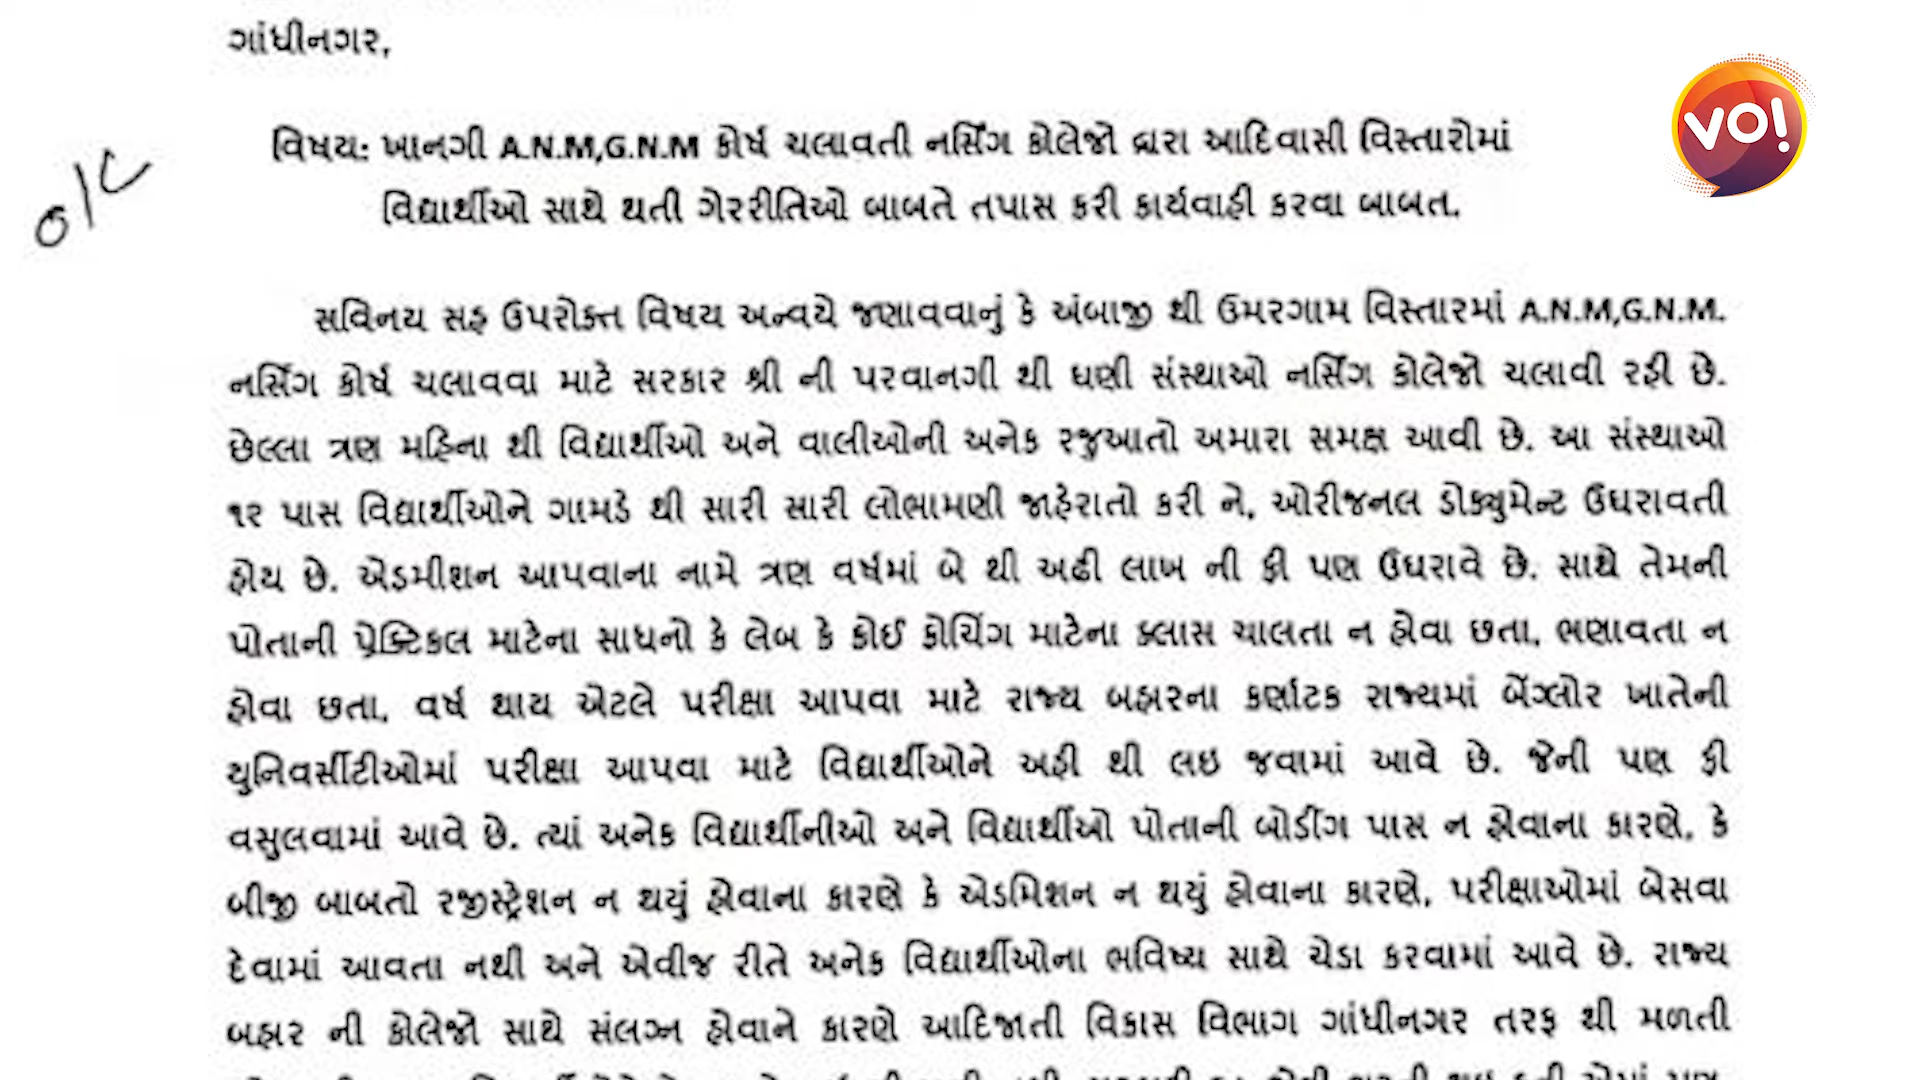 ગાંધીનગર,
VO!
વિષય: ખાનગી A.N.M,G.N.M કોર્ષ ચલાવતી નર્સિંગ કોલેજો દ્વારા આદિવાસી વિસ્તારોમાં
વિદ્યાર્થીઓ સાથે થતી ગેરરીતિઓ બાબતે તપાસ કરી કાર્યવાહી કરવા બાબત.
o/c
સવિનય સહ ઉપરોક્ત વિષય અન્વયે જણાવવાનું કે અંબાજી થી ઉમરગામ વિસ્તારમાં A.N.M,G.N.M.
નર્સિંગ કોર્ષ ચલાવવા માટે સરકાર શ્રી ની પરવાનગી થી ઘણી સંસ્થાઓ નર્સિંગ કોલેજો ચલાવી રહી છે.
છેલ્લા ત્રણ મહિના થી વિદ્યાર્થીઓ અને વાલીઓની અનેક રજુઆતો અમારા સમક્ષ આવી છે. આ સંસ્થાઓ
૧૨ પાસ વિદ્યાર્થીઓને ગામડે થી સારી સારી લોભામણી જાહેરાતો કરી ને, ઓરીજનલ ડોક્યુમેન્ટ ઉઘરાવતી
હોય છે. એડમીશન આપવાના નામે ત્રણ વર્ષમાં બે થી અઢી લાખ ની ફી પણ ઉઘરાવે છે. સાથે તેમની
પોતાની પ્રેક્ટિકલ માટેના સાધનો કે લેબ કે કોઈ કોચિંગ માટેના ક્લાસ ચાલતા ન હોવા છતા, ભણાવતા ન
હોવા છતા, વર્ષ થાય એટલે પરીક્ષા આપવા માટે રાજ્ય બહારના કર્ણાટક રાજ્યમાં બેંગ્લોર ખાતેની
યુનિવર્સીટીઓમાં પરીક્ષા આપવા માટે વિદ્યાર્થીઓને અહી થી લઇ જવામાં આવે છે. જેની પણ ફી
વસુલવામાં આવે છે. ત્યાં અનેક વિદ્યાર્થીનીઓ અને વિદ્યાર્થીઓ પોતાની બોર્ડીંગ પાસ ન હોવાના કારણે, કે
બીજી બાબતો રજીસ્ટ્રેશન ન થયું હોવાના કારણે કે એડમિશન ન થયું હોવાના કારણે, પરીક્ષાઓમાં બેસવા
દેવામાં આવતા નથી અને એવીજ રીતે અનેક વિદ્યાર્થીઓના ભવિષ્ય સાથે ચેડા કરવામાં આવે છે. રાજ્ય
બહાર ની કોલેજો સાથે સંલગ્ન હોવાને કારણે આદિજાતી વિકાસ વિભાગ ગાંધીનગર તરફ થી મળતી